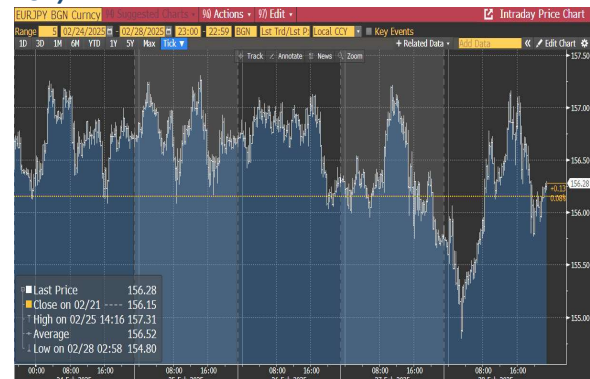 EURJPY BGN Curncy 98) Suggested Charts 96) Actions 97) Edit Intraday Price Chart
Range 5 02/24/2025 - 02/28/2025 23:00 - 22:59 BGN Lst Trd/Lst P Local CCY Key Events
1D 3D 1M 6M YTD 1Y 5Y Max Tick + Related Data Add Data « Edit Chart
Track Annotate News Zoom
157.50
157.00
156.50
156.28
+0.13
0.08%
156.00
155.50
155.00
Last Price 156.28
Close on 02/21 ---- 156.15
High on 02/25 14:16 157.31
Average 156.52
Low on 02/28 02:58 154.80
00:00 08:00 16:00 08:00 16:00 08:00 16:00 08:00 16:00 08:00 16:00